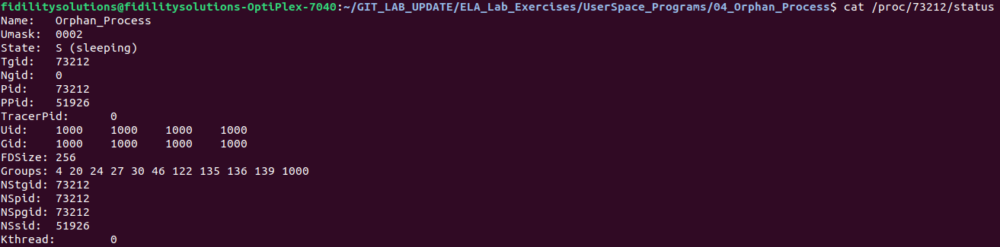 fidilitysolutions@fidilitysolutions-OptiPlex-7040:~/GIT_LAB_UPDATE/ELA_Lab_Exercises/UserSpace_Programs/04_Orphan_Process$ cat /proc/73212/status
Name:	Orphan_Process
Umask:	0002
State:	S (sleeping)
Tgid:	73212
Ngid:	0
Pid:	73212
PPid:	51926
TracerPid:	0
Uid:	1000	1000	1000	1000
Gid:	1000	1000	1000	1000
FDSize:	256
Groups:	4 20 24 27 30 46 122 135 136 139 1000
NStgid:	73212
NSpid:	73212
NSpgid:	73212
NSsid:	51926
Kthread:	0